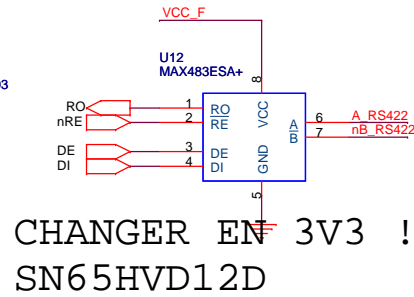 VCC_F
U12
MAX483ESA+
03
8
RO 1 RO VCC A 6 A_RS422
nRE 2 RE B 7 nB_RS422
DE 3 DE GND
DI 4 DI
5
CHANGER EN 3V3 !
SN65HVD12D